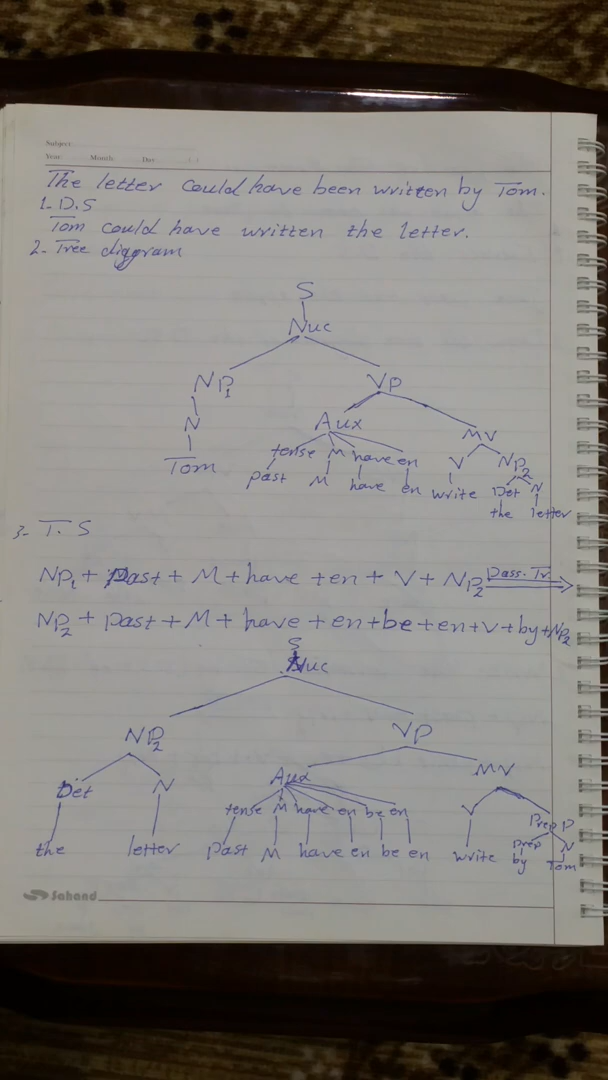 Subject:
Year: Month: Day:
The letter could have been written by Tom.
1- D.S
Tom could have written the letter.
2- Tree diggram
S
Nuc
NP1 VP
N Aux MV
Tom tense M have en V NP2
past M have en write Det N
the letter
3- T. S
NP1 + Past + M + have + en + V + NP2 Pass. Tr.
NP2 + past + M + have + en + be + en + V + by + NP2
S
Nuc
NP2 VP
Det N Aux MV
tense M have en be en V Prep P
the letter past M have en be en write Prep N
by Tom
Sahand